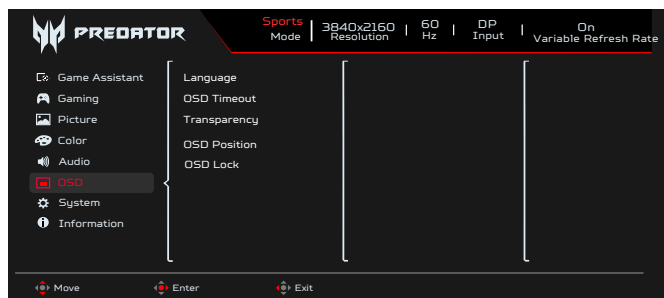 PREDATOR
Sports Mode
3840x2160 Resolution
60 Hz
DP Input
On Variable Refresh Rate
Game Assistant
Gaming
Picture
Color
Audio
OSD
System
Information
Language
OSD Timeout
Transparency
OSD Position
OSD Lock
Move
Enter
Exit